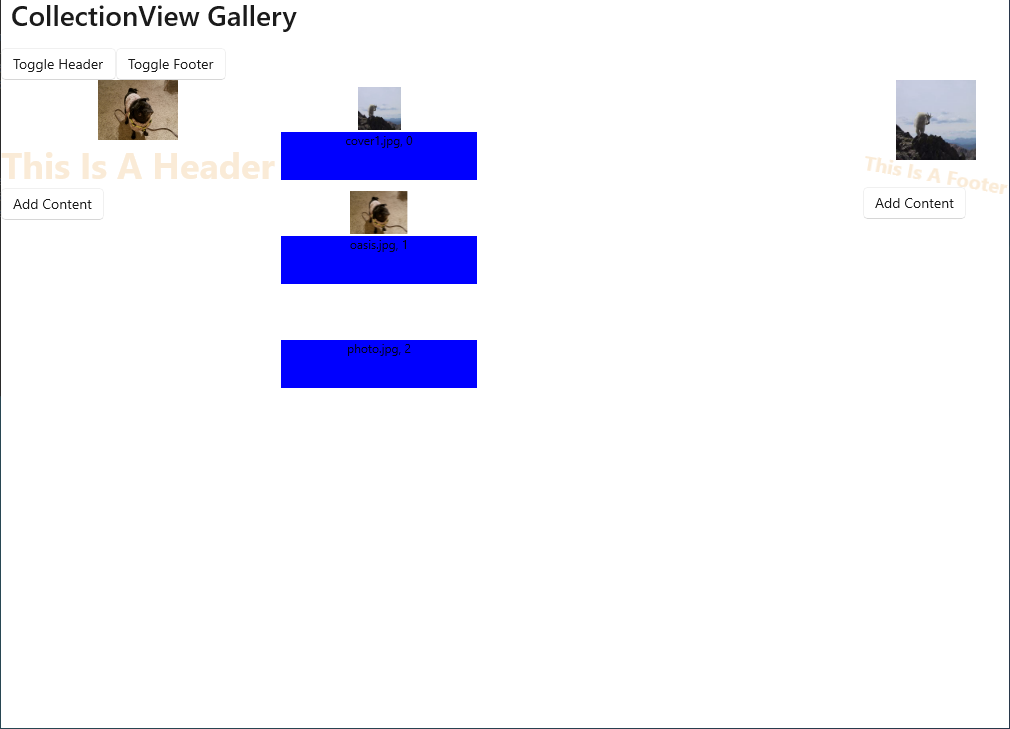 CollectionView Gallery
Toggle Header Toggle Footer
This Is A Header
Add Content
cover1.jpg, 0
oasis.jpg, 1
photo.jpg, 2
This Is A Footer
Add Content